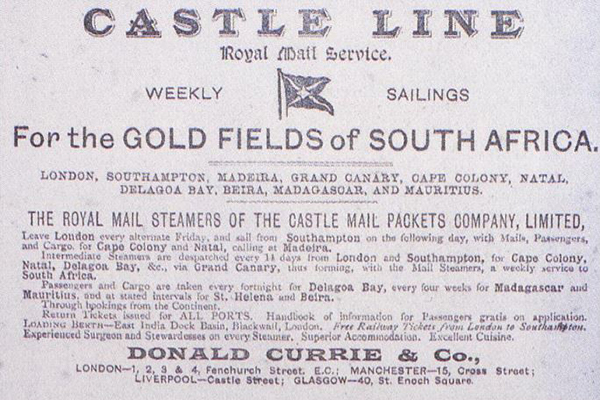 CASTLE LINE
Royal Mail Service.
WEEKLY SAILINGS
For the GOLD FIELDS of SOUTH AFRICA.
LONDON, SOUTHAMPTON, MADEIRA, GRAND CANARY, CAPE COLONY, NATAL,
DELAGOA BAY, BEIRA, MADAGASCAR, AND MAURITIUS.
THE ROYAL MAIL STEAMERS OF THE CASTLE MAIL PACKETS COMPANY, LIMITED,
Leave London every alternate Friday, and sail from Southampton on the following day, with Mails, Passengers,
and Cargo, for Cape Colony and Natal, calling at Madeira.
Intermediate Steamers are despatched every 14 days from London and Southampton, for Cape Colony,
Natal, Delagoa Bay, &c., via Grand Canary, thus forming, with the Mail Steamers, a weekly service to
South Africa.
Passengers and Cargo are taken every fortnight for Delagoa Bay, every four weeks for Madagascar and
Mauritius, and at stated intervals for St. Helena and Beira.
Through bookings from the Continent.
Return Tickets issued for ALL PORTS. Handbook of Information for Passengers gratis on application.
LOADING BERTH—East India Dock Basin, Blackwall, London. Free Railway Tickets from London to Southampton.
Experienced Surgeon and Stewardess on every Steamer. Superior Accommodation. Excellent Cuisine.
DONALD CURRIE & Co.,
LONDON—1, 2, 3 & 4, Fenchurch Street, E.C.; MANCHESTER—15, Cross Street;
LIVERPOOL—Castle Street; GLASGOW—40, St. Enoch Square.